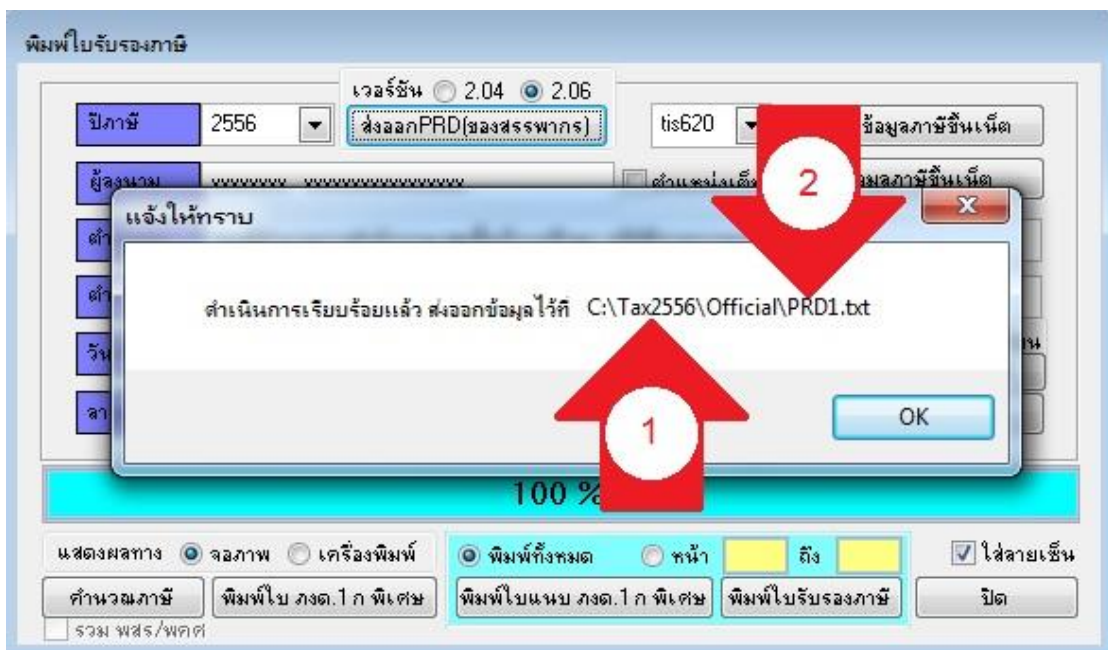 พิมพ์ใบรับรองภาษี
เวอร์ชัน 2.04 2.06
ปีภาษี 2556 ส่งออกPRD(ของสรรพากร) tis620 ข้อมูลภาษีขึ้นเน็ต
ผู้ลงนาม yyyyyyyy yyyyyyyyyyyyyyyyy
แจ้งให้ทราบ X
2
ดำเนินการเรียบร้อยแล้ว ส่งออกข้อมูลไว้ที่ C:\Tax2556\Official\PRD1.txt
1
OK
100 %
แสดงผลทาง จอภาพ เครื่องพิมพ์ พิมพ์ทั้งหมด หน้า ถึง ใส่ลายเซ็น
คำนวณภาษี พิมพ์ใบ ภงด.1 ก พิเศษ พิมพ์ใบแนบ ภงด.1 ก พิเศษ พิมพ์ใบรับรองภาษี ปิด
รวม พสร/พตค